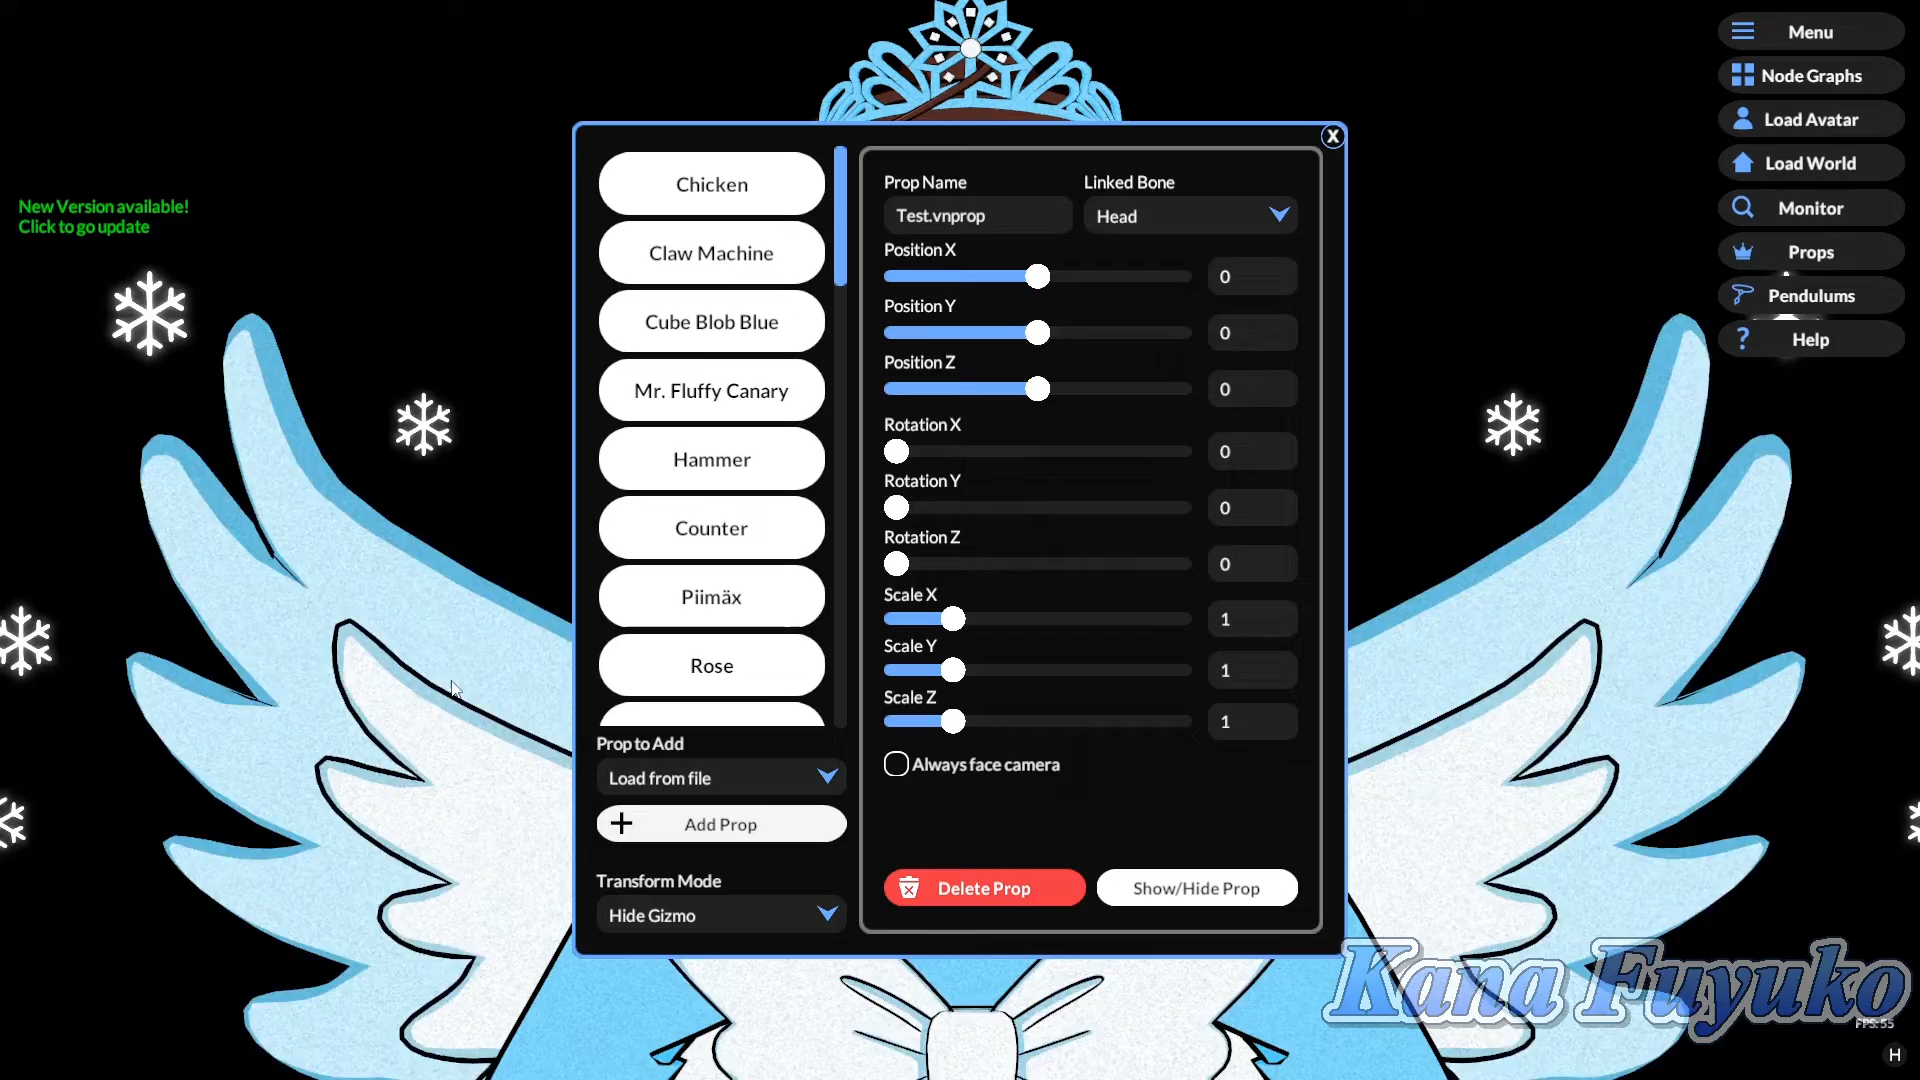 New Version available!
Click to go update
X
Chicken
Claw Machine
Cube Blob Blue
Mr. Fluffy Canary
Hammer
Counter
Piimäx
Rose
Prop to Add
Load from file
Add Prop
Transform Mode
Hide Gizmo
Prop Name
Linked Bone
Test.vnprop
Head
Position X
0
Position Y
0
Position Z
0
Rotation X
0
Rotation Y
0
Rotation Z
0
Scale X
1
Scale Y
1
Scale Z
1
Always face camera
Delete Prop
Show/Hide Prop
Menu
Node Graphs
Load Avatar
Load World
Monitor
Props
Pendulums
? Help
Kana Fuyuko
FPS: 55
H